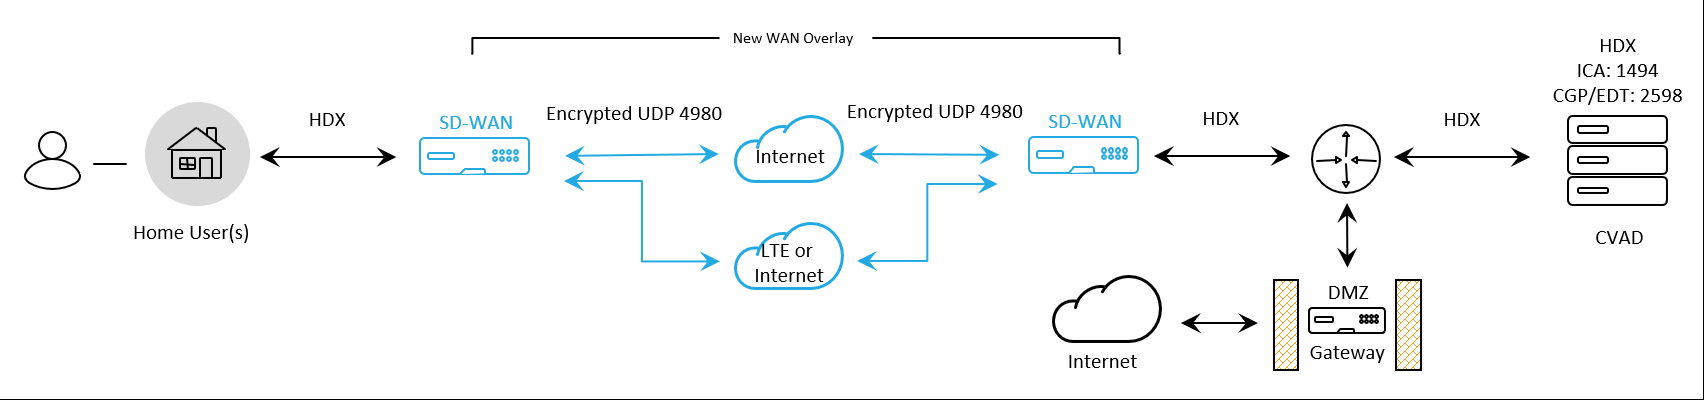 New WAN Overlay
HDX
ICA: 1494
CGP/EDT: 2598
HDX
SD-WAN
Encrypted UDP 4980
Encrypted UDP 4980
SD-WAN
HDX
HDX
Internet
Home User(s)
CVAD
LTE or
Internet
DMZ
Gateway
Internet